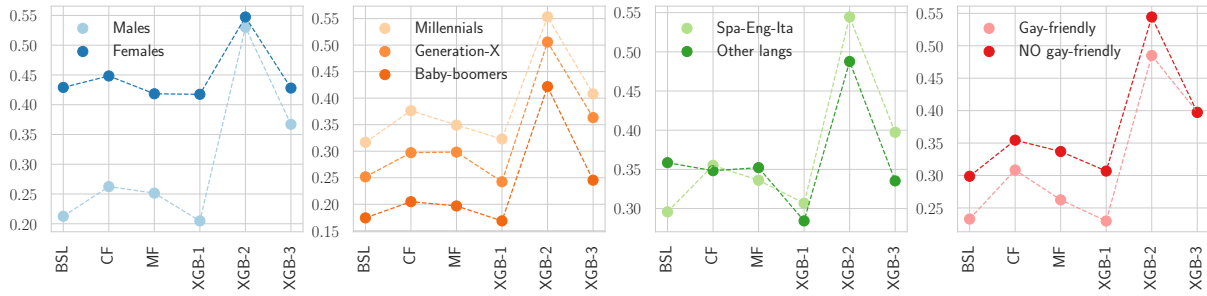 0.55
0.50
0.45
0.40
0.35
0.30
0.25
0.20
Males
Females
BSL
CF
MF
XGB-1
XGB-2
XGB-3
0.55
0.50
0.45
0.40
0.35
0.30
0.25
0.20
0.15
Millennials
Generation-X
Baby-boomers
BSL
CF
MF
XGB-1
XGB-2
XGB-3
0.55
0.50
0.45
0.40
0.35
0.30
Spa-Eng-Ita
Other langs
BSL
CF
MF
XGB-1
XGB-2
XGB-3
0.55
0.50
0.45
0.40
0.35
0.30
0.25
Gay-friendly
NO gay-friendly
BSL
CF
MF
XGB-1
XGB-2
XGB-3